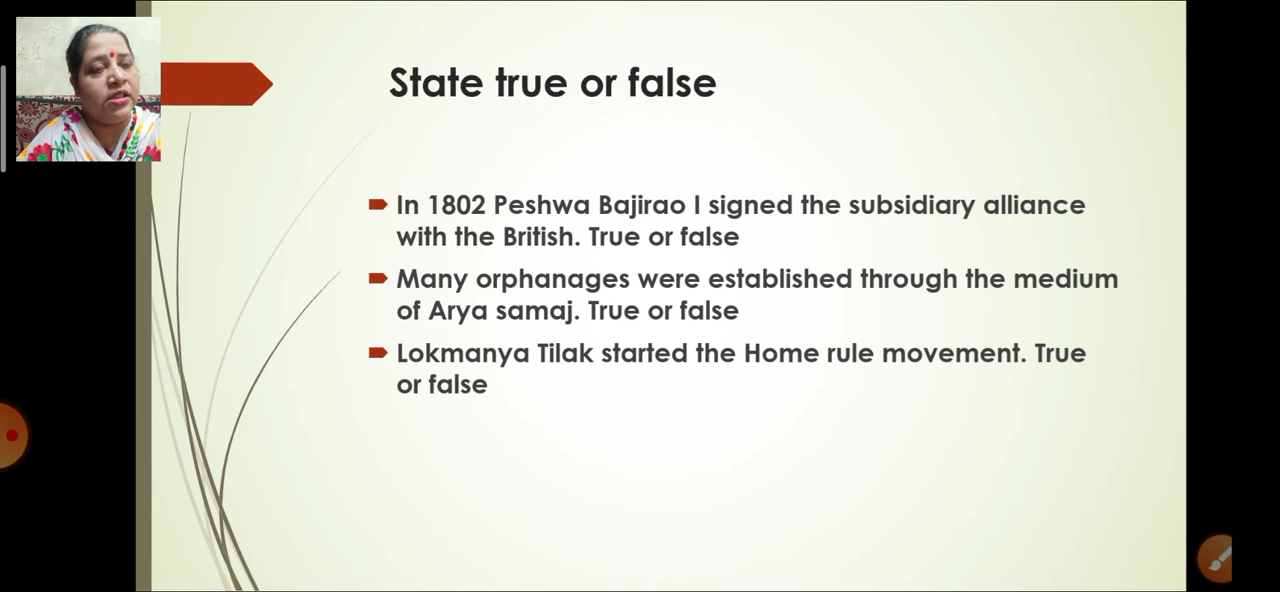 State true or false
In 1802 Peshwa Bajirao I signed the subsidiary alliance
with the British. True or false
Many orphanages were established through the medium
of Arya samaj. True or false
Lokmanya Tilak started the Home rule movement. True
or false